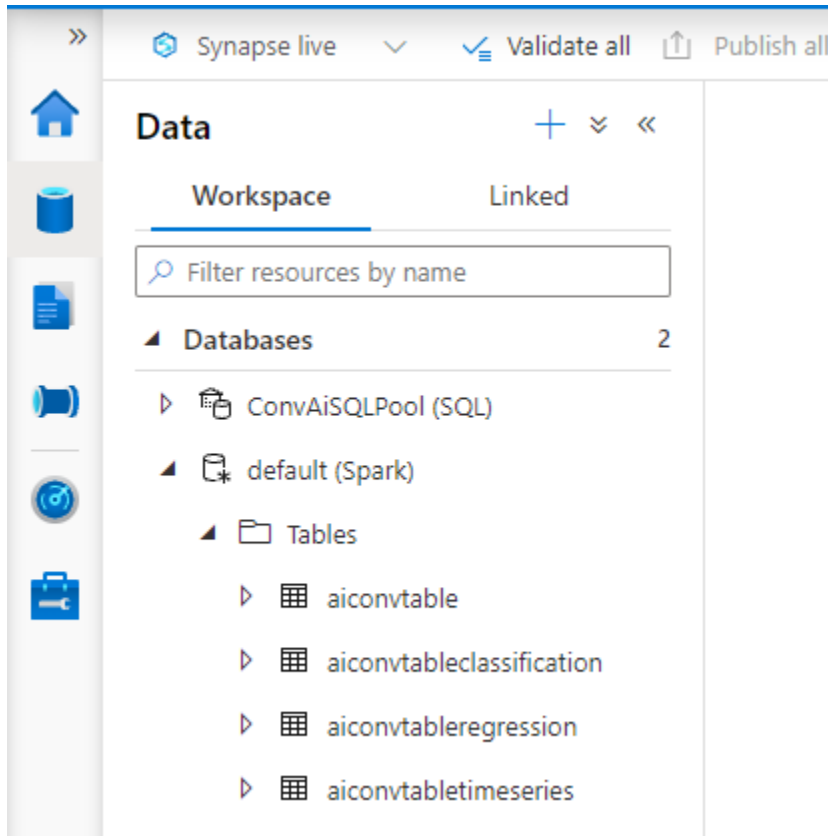 Synapse live Validate all Publish all
Data
Workspace Linked
Filter resources by name
Databases 2
ConvAiSQLPool (SQL)
default (Spark)
Tables
aiconvtable
aiconvtableclassification
aiconvtableregression
aiconvtabletimeseries